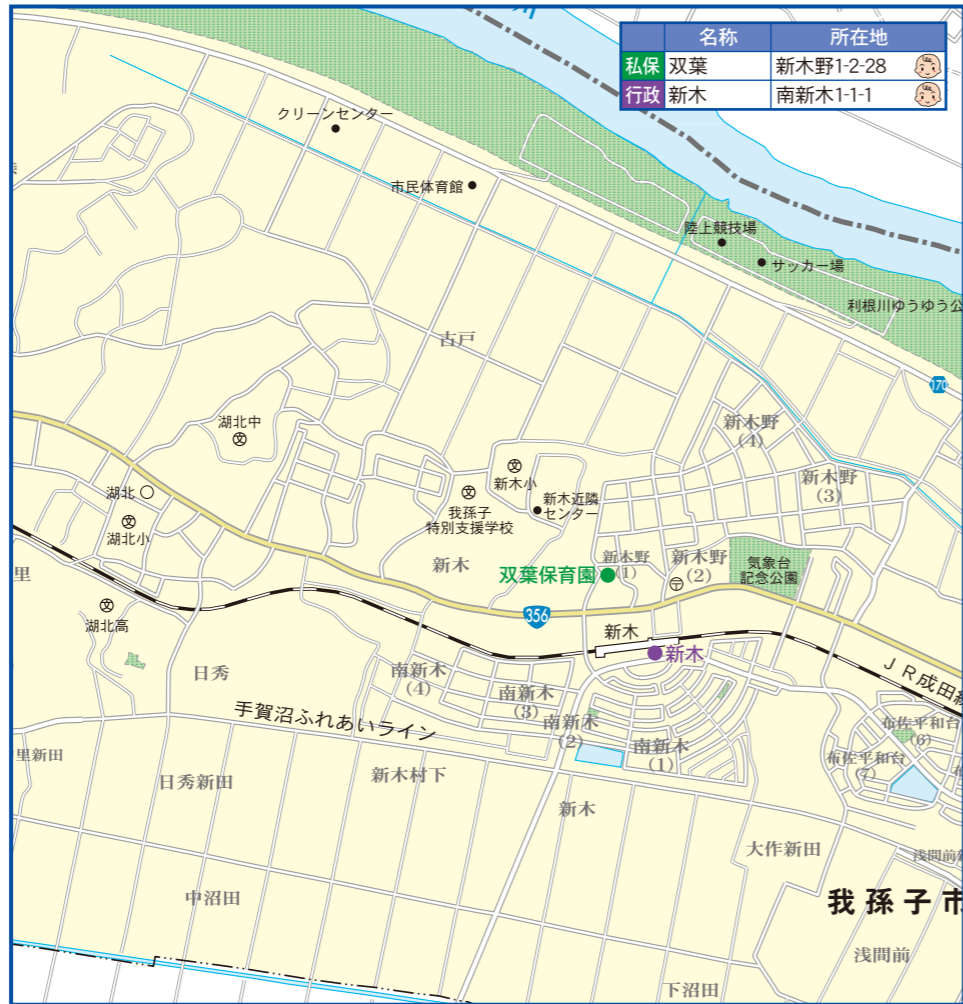 川
名称 所在地
私保 双葉 新木野1-2-28
行政 新木 南新木1-1-1
クリーンセンター
市民体育館
陸上競技場
サッカー場
利根川ゆうゆう公
古戸
170
湖北中
文
新木野
(4)
文
新木小
新木野
(3)
湖北
文
湖北小
文
我孫子
特別支援学校
新木近隣
センター
新木
双葉保育園
新木野
(1)
新木野
(2)
気象台
記念公園
里
文
湖北高
356
新木
新木
日秀
南新木
(4)
南新木
(3)
南新木
(2)
南新木
(1)
JR成田線
手賀沼ふれあいライン
布佐平和台
(6)
布佐平和台
(7)
里新田
日秀新田
新木村下
新木
大作新田
浅間前新
中沼田
我孫子市
浅間前
下沼田